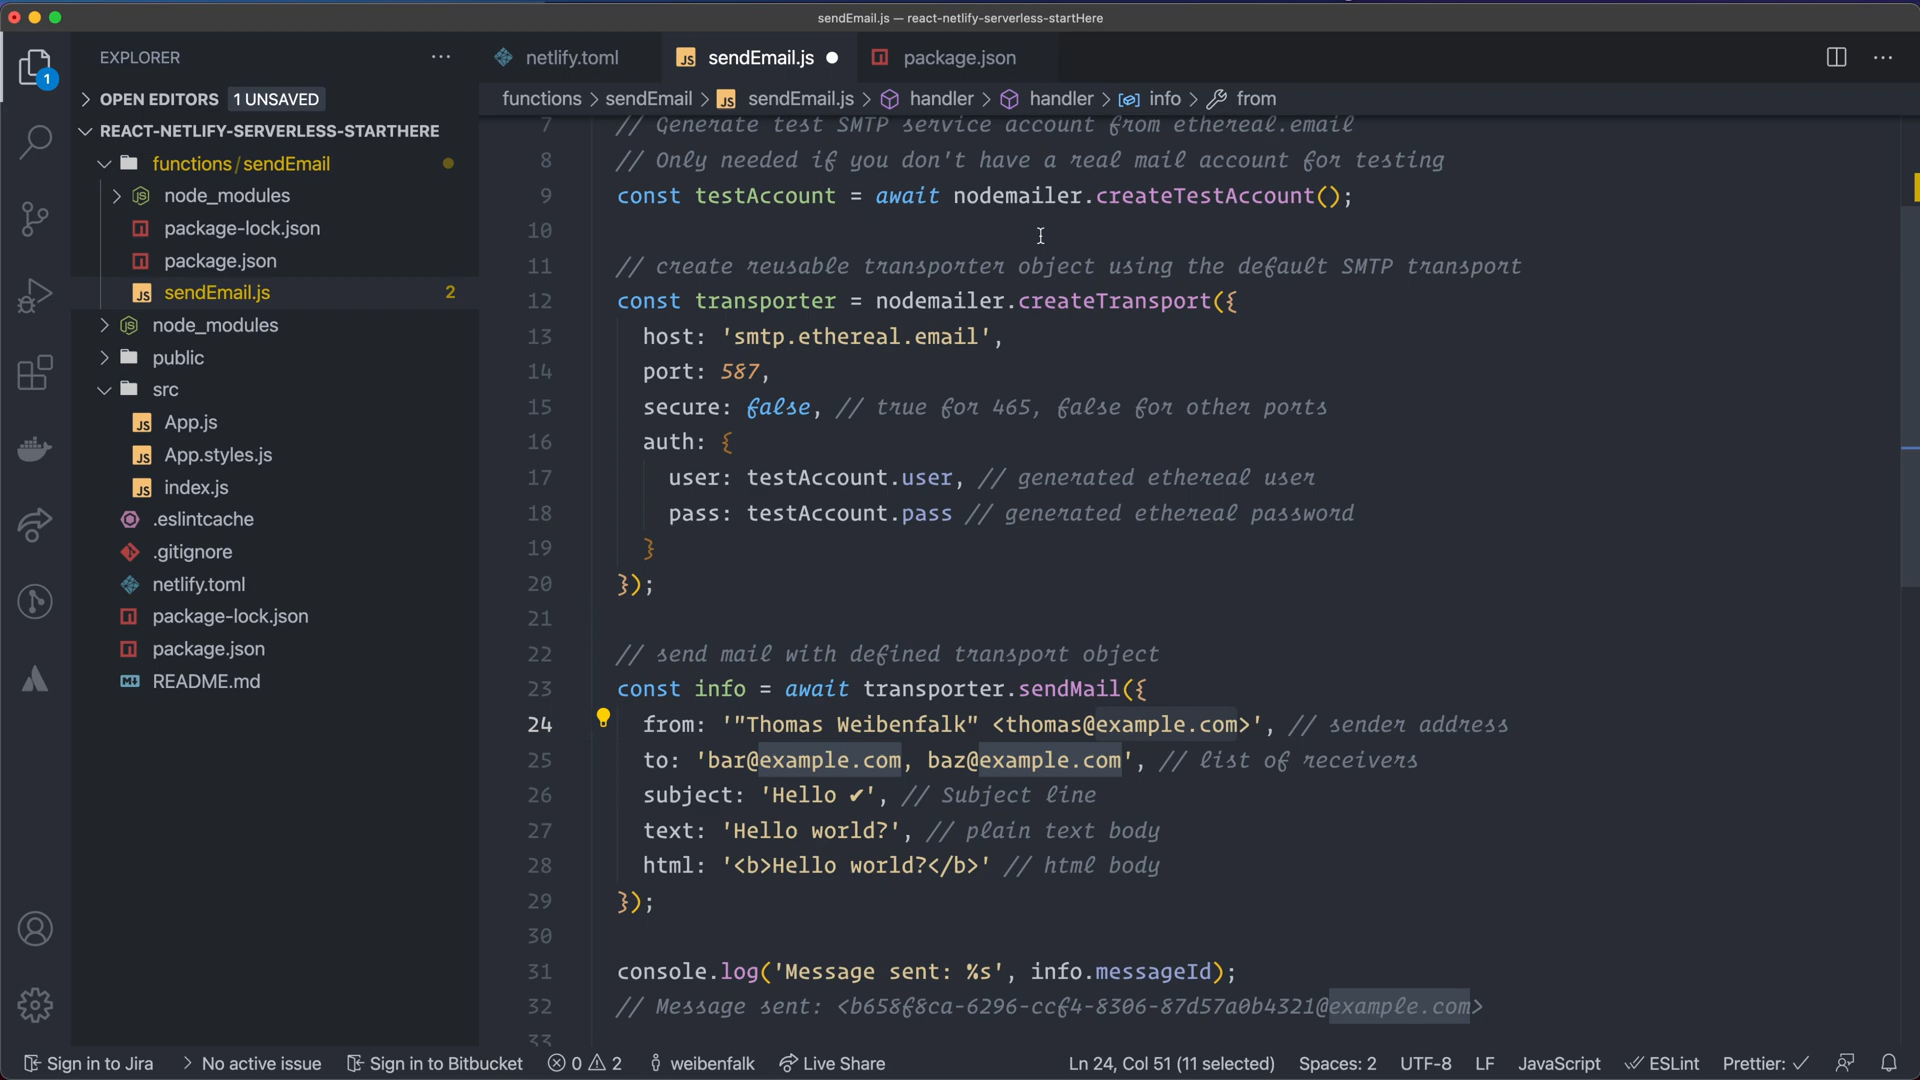 sendEmail.js — react-netlify-serverless-startHere
EXPLORER
netlify.toml
sendEmail.js
package.json
1
OPEN EDITORS 1 UNSAVED
functions > sendEmail > JS sendEmail.js > handler > handler > info > from
REACT-NETLIFY-SERVERLESS-STARTHERE
functions / sendEmail
node_modules
package-lock.json
package.json
JS sendEmail.js 2
node_modules
public
src
JS App.js
JS App.styles.js
JS index.js
.eslintcache
.gitignore
netlify.toml
package-lock.json
package.json
README.md
7 // Generate test SMTP service account from ethereal.email
8 // Only needed if you don't have a real mail account for testing
9 const testAccount = await nodemailer.createTestAccount();
10
11 // create reusable transporter object using the default SMTP transport
12 const transporter = nodemailer.createTransport({
13 host: 'smtp.ethereal.email',
14 port: 587,
15 secure: false, // true for 465, false for other ports
16 auth: {
17 user: testAccount.user, // generated ethereal user
18 pass: testAccount.pass // generated ethereal password
19 }
20 });
21
22 // send mail with defined transport object
23 const info = await transporter.sendMail({
24 from: '"Thomas Weibenfalk" <thomas@example.com>', // sender address
25 to: 'bar@example.com, baz@example.com', // list of receivers
26 subject: 'Hello ✔', // Subject line
27 text: 'Hello world?', // plain text body
28 html: '<b>Hello world?</b>' // html body
29 });
30
31 console.log('Message sent: %s', info.messageId);
32 // Message sent: <b658f8ca-6296-ccf4-8306-87d57a0b4321@example.com>
33
Sign in to Jira > No active issue Sign in to Bitbucket 0 2 weibenfalk Live Share Ln 24, Col 51 (11 selected) Spaces: 2 UTF-8 LF JavaScript ESLint Prettier: ✓